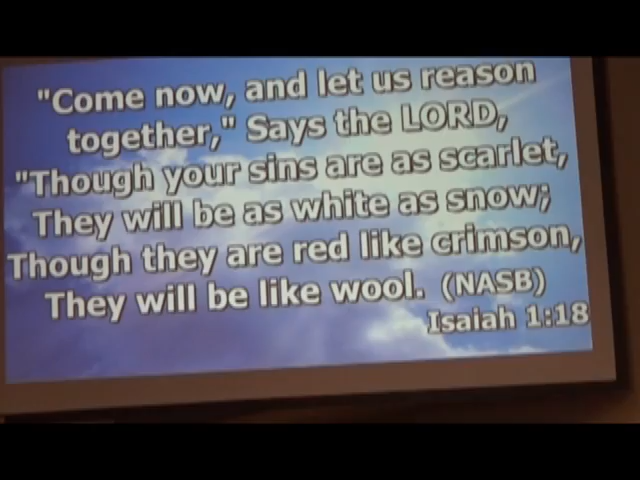 "Come now, and let us reason
together," Says the LORD,
"Though your sins are as scarlet,
They will be as white as snow;
Though they are red like crimson,
They will be like wool. (NASB)
Isaiah 1:18